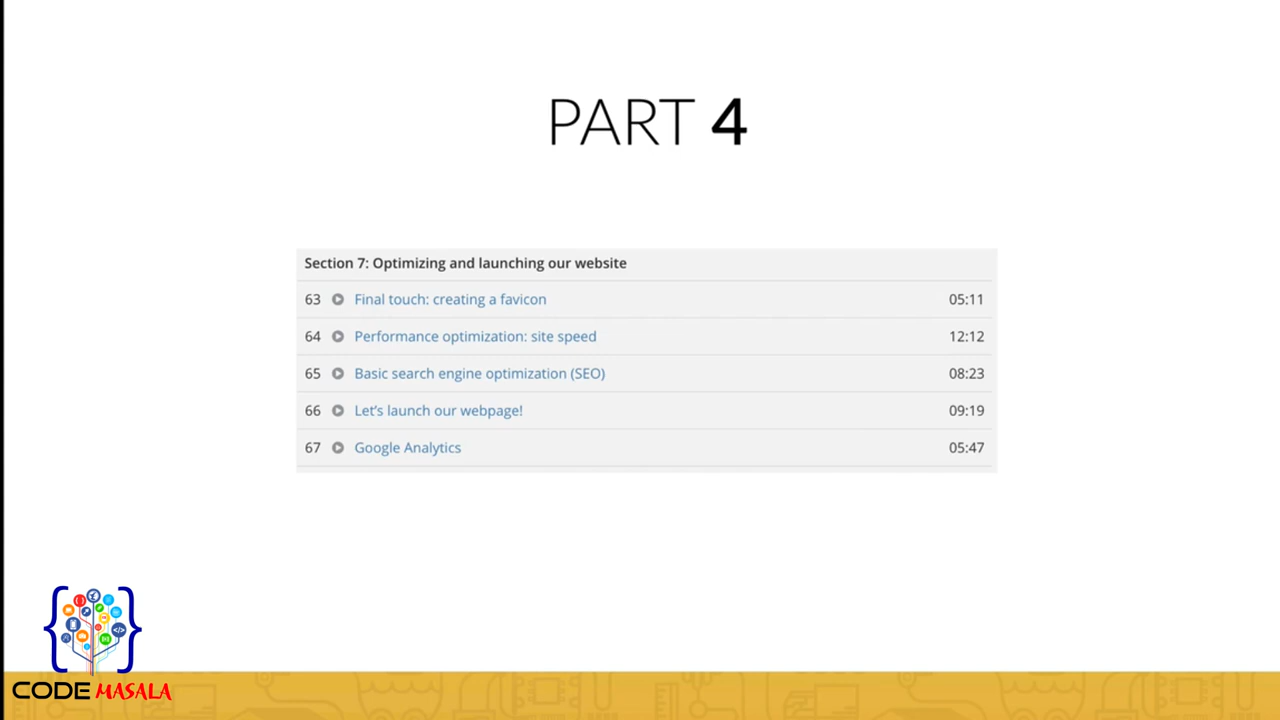 PART 4
Section 7: Optimizing and launching our website
63 Final touch: creating a favicon 05:11
64 Performance optimization: site speed 12:12
65 Basic search engine optimization (SEO) 08:23
66 Let's launch our webpage! 09:19
67 Google Analytics 05:47
CODE MASALA